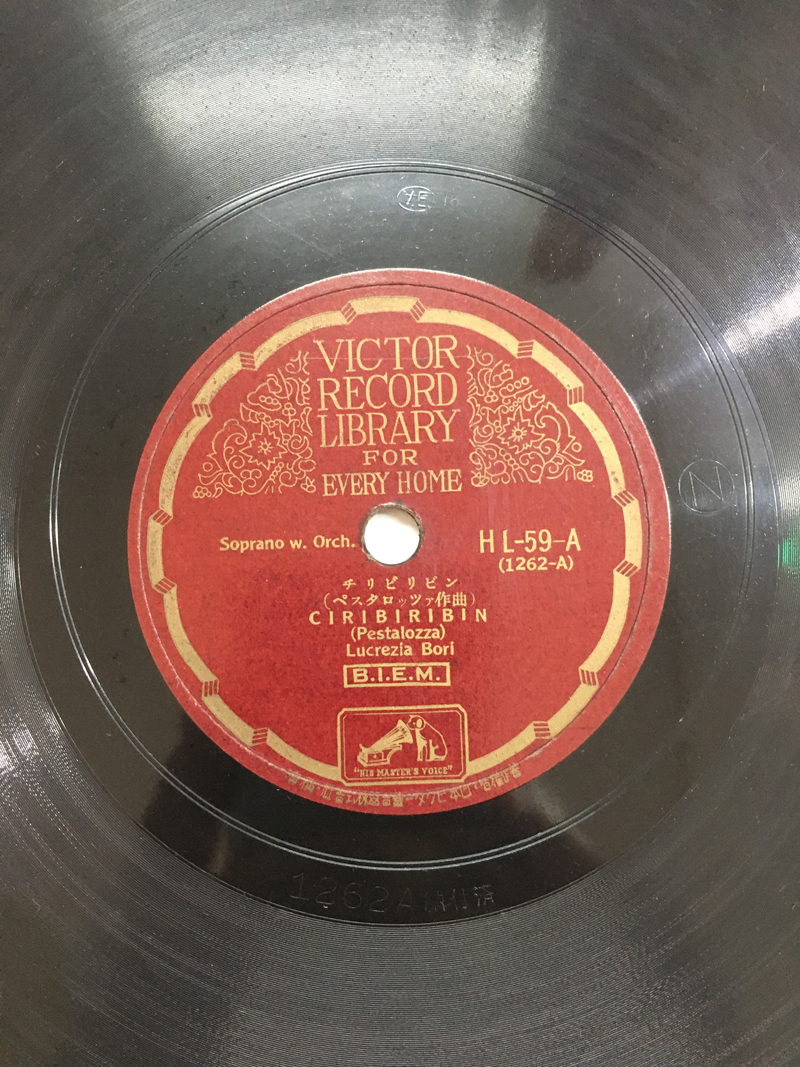 VE
VICTOR
RECORD
LIBRARY
FOR
EVERY HOME
N
Soprano w. Orch.
HL-59-A
(1262-A)
チリビリビン
(ペスタロッツァ作曲)
CIRIBIRIBIN
(Pestalozza)
Lucrezia Bori
B.I.E.M.
"HIS MASTER'S VOICE"
1262A